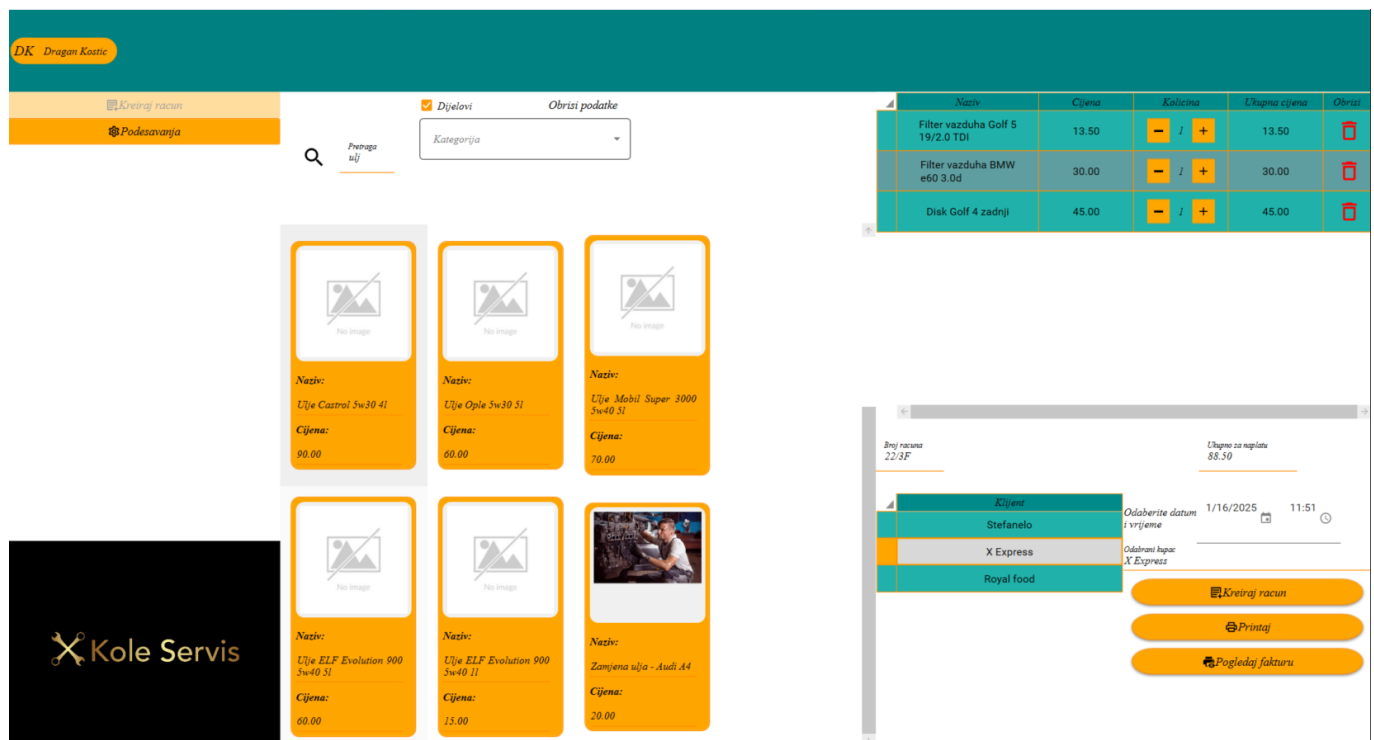 DK Dragan Kostic
Kreiraj racun
Podesavanja
Dijelovi
Obrisi podatke
Kategorija
Pretraga
ulj
No image
Naziv:
Ulje Castrol 5w30 4l
Cijena:
90.00
No image
Naziv:
Ulje Ople 5w30 5l
Cijena:
60.00
No image
Naziv:
Ulje Mobil Super 3000
5w40 5l
Cijena:
70.00
No image
Naziv:
Ulje ELF Evolution 900
5w40 5l
Cijena:
60.00
No image
Naziv:
Ulje ELF Evolution 900
5w40 1l
Cijena:
15.00
Naziv:
Zamjena ulja - Audi A4
Cijena:
20.00
Kole Servis
Naziv Cijena Kolicina Ukupna cijena Obrisi
Filter vazduha Golf 5
19/2.0 TDI
13.50 − 1 + 13.50
Filter vazduha BMW
e60 3.0d
30.00 − 1 + 30.00
Disk Golf 4 zadnji 45.00 − 1 + 45.00
Broj racuna
22/3F
Ukupno za naplatu
88.50
Klijent
Stefanelo
X Express
Royal food
Odaberite datum
i vrijeme
1/16/2025 11:51
Odabrani kupac
X Express
Kreiraj racun
Printaj
Pogledaj fakturu